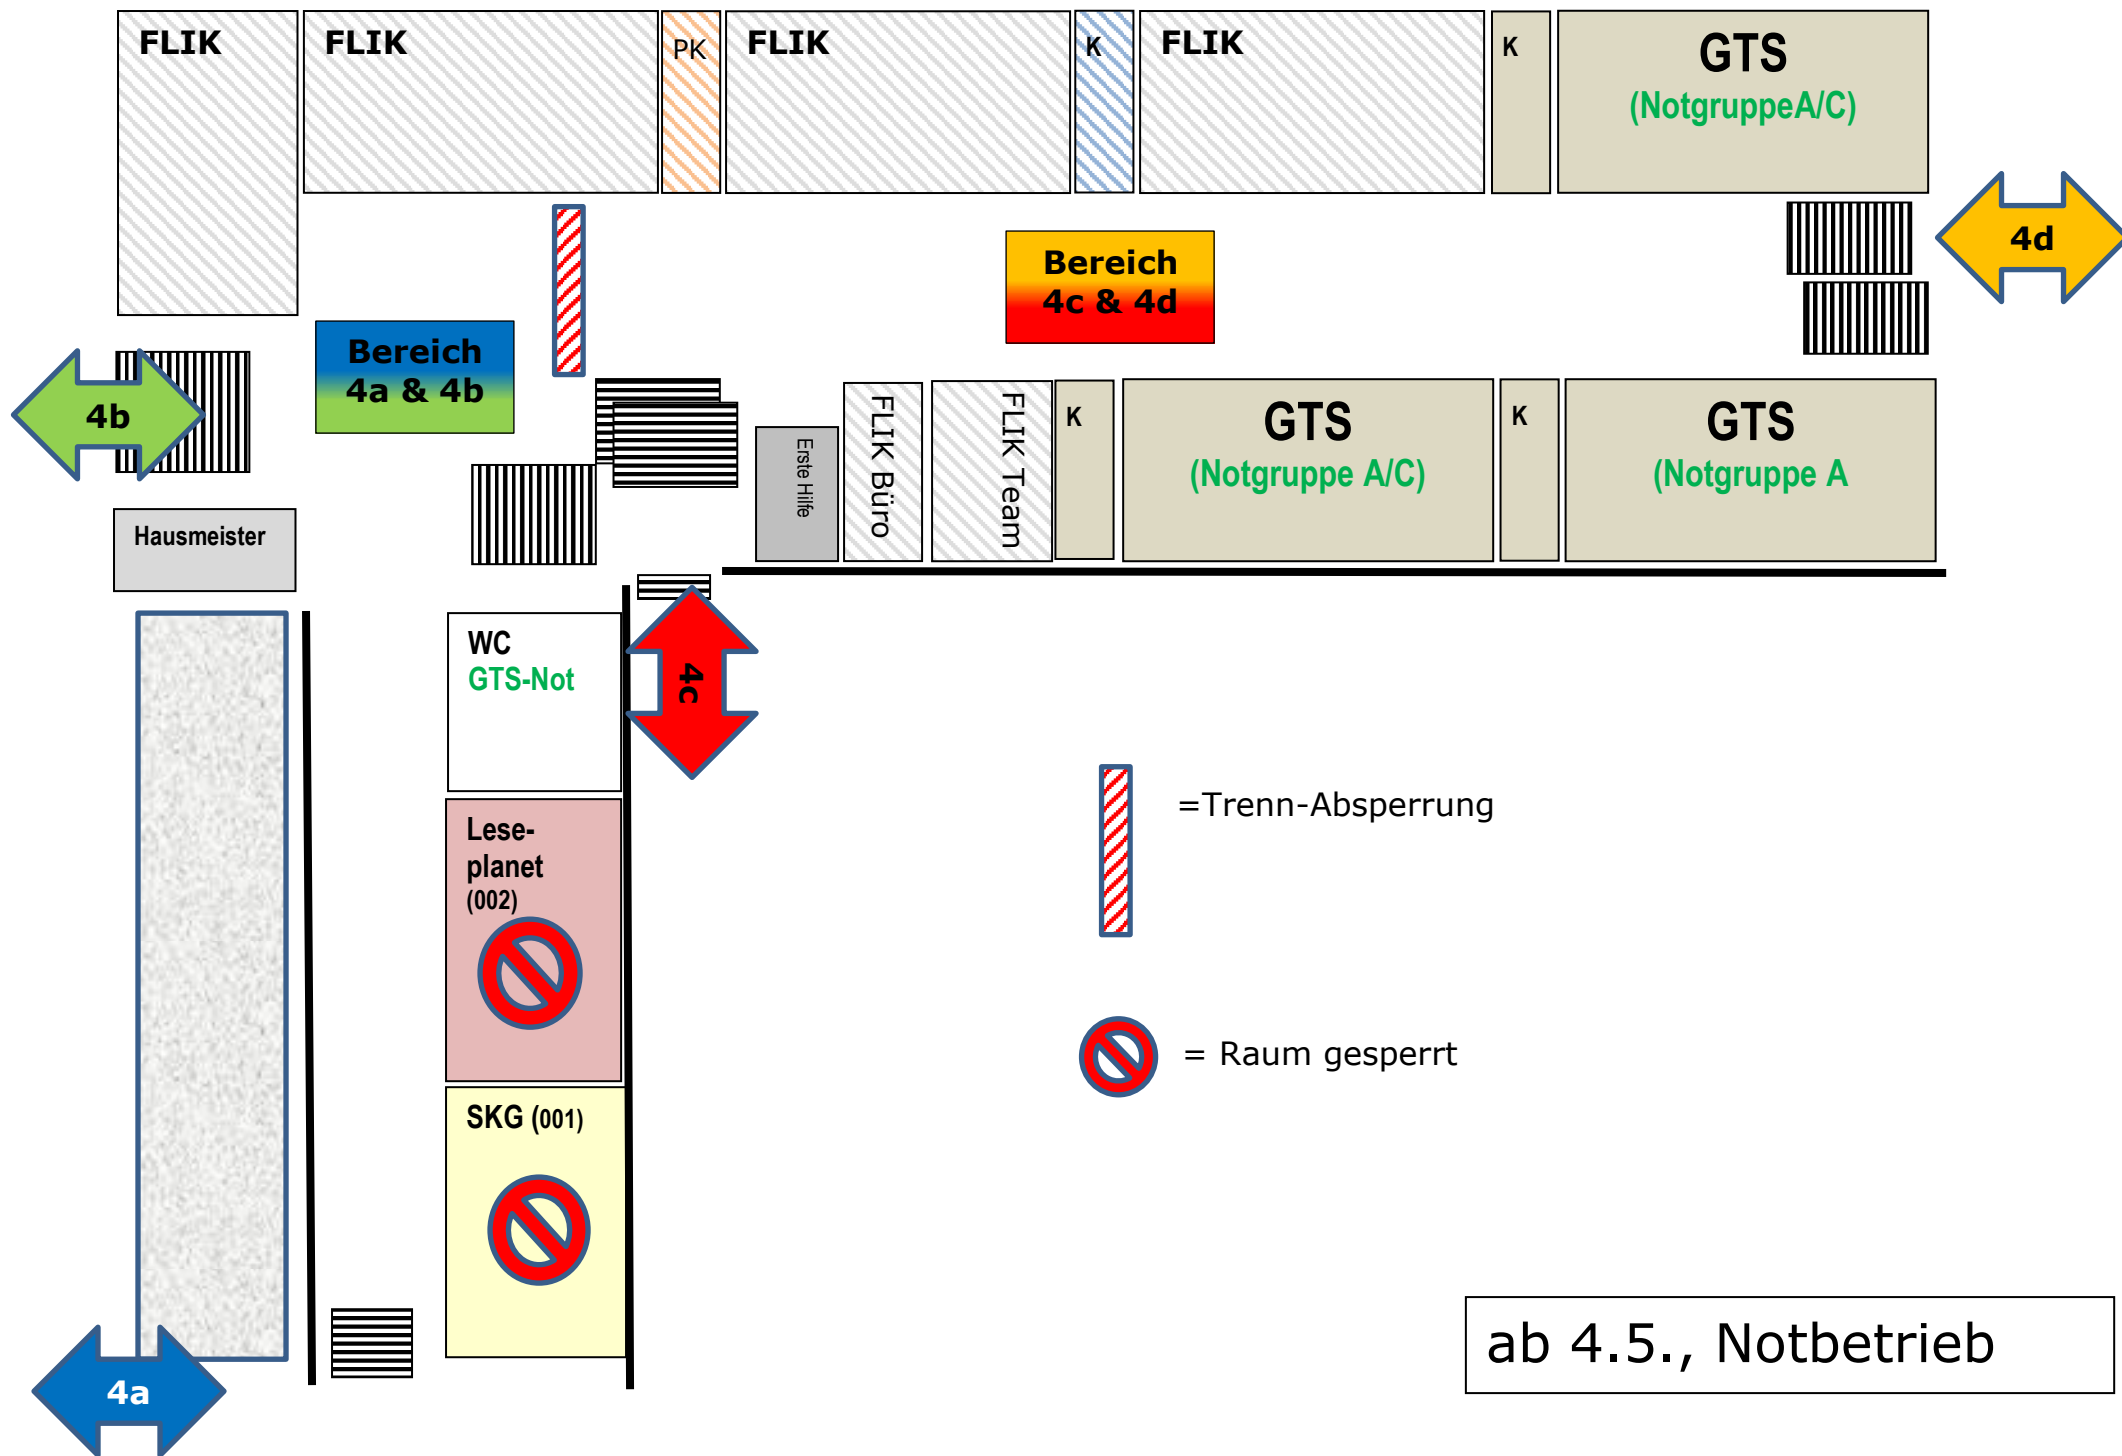 FLIK
FLIK
PK
FLIK
K
FLIK
K
GTS
(NotgruppeA/C)
4d
Bereich
4c & 4d
Bereich
4a & 4b
4b
Erste Hilfe
FLIK Büro
FLIK Team
K
GTS
(Notgruppe A/C)
K
GTS
(Notgruppe A
Hausmeister
WC
GTS-Not
4c
=Trenn-Absperrung
Lese-
planet
(002)
= Raum gesperrt
SKG (001)
ab 4.5., Notbetrieb
4a